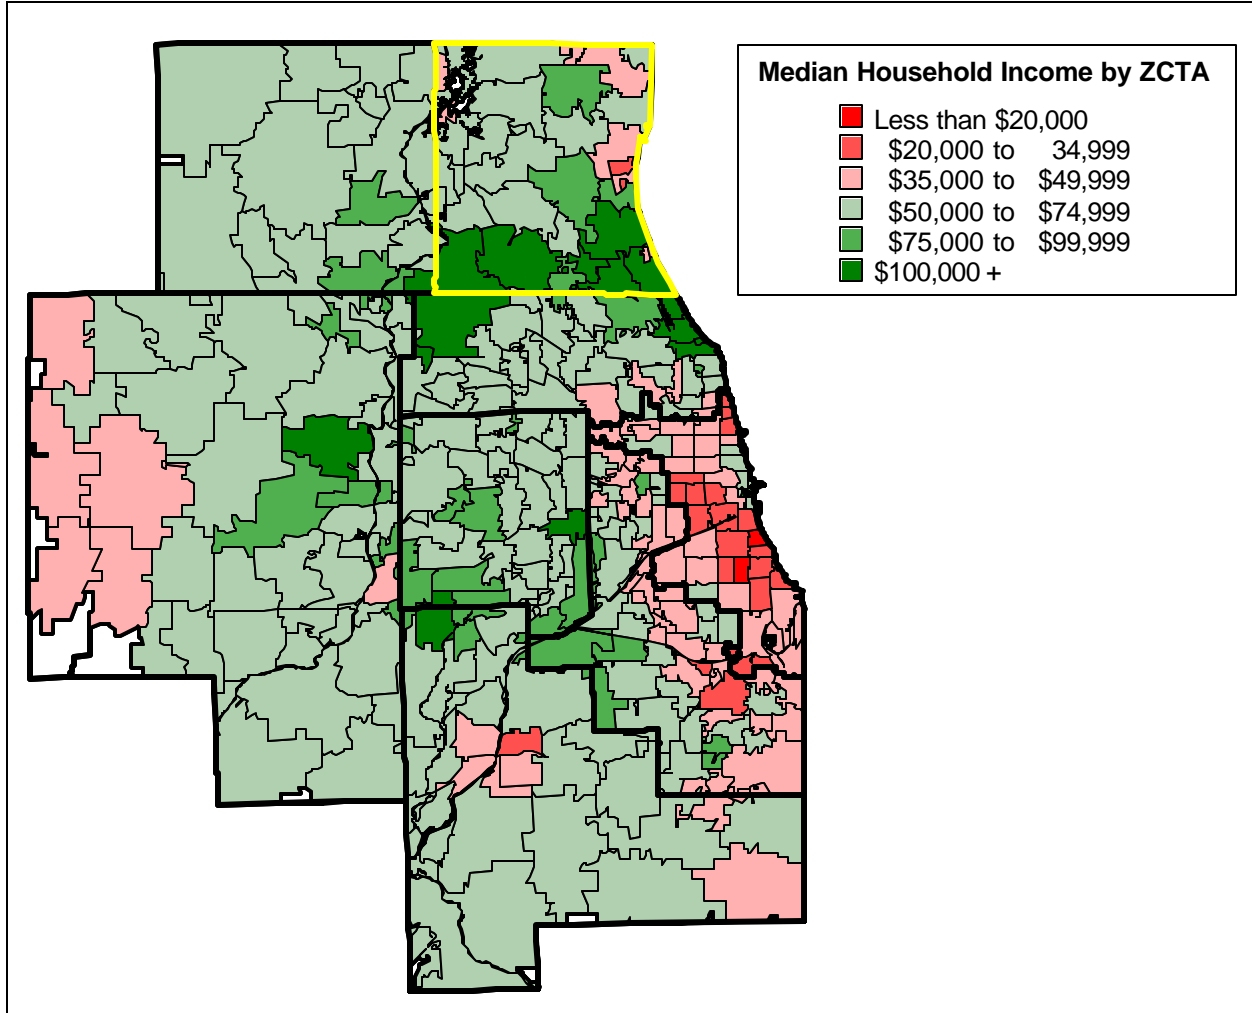 Median Household Income by ZCTA
Less than $20,000
$20,000 to 34,999
$35,000 to $49,999
$50,000 to $74,999
$75,000 to $99,999
$100,000 +